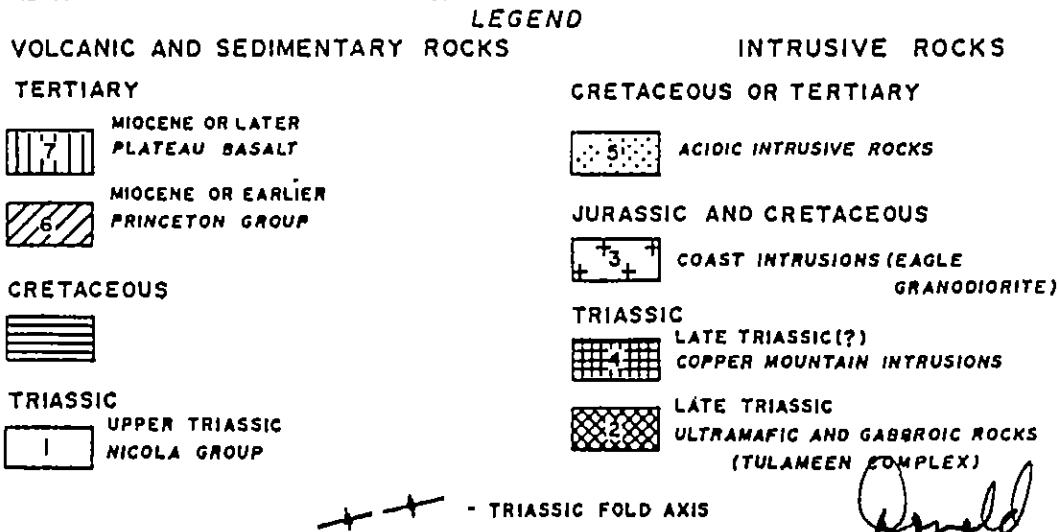 LEGEND
VOLCANIC AND SEDIMENTARY ROCKS
TERTIARY
MIOCENE OR LATER
7 PLATEAU BASALT
MIOCENE OR EARLIER
6 PRINCETON GROUP
CRETACEOUS
TRIASSIC
UPPER TRIASSIC
1 NICOLA GROUP
INTRUSIVE ROCKS
CRETACEOUS OR TERTIARY
5 ACIDIC INTRUSIVE ROCKS
JURASSIC AND CRETACEOUS
3 COAST INTRUSIONS (EAGLE
GRANODIORITE)
TRIASSIC
LATE TRIASSIC(?)
4 COPPER MOUNTAIN INTRUSIONS
LATE TRIASSIC
2 ULTRAMAFIC AND GABBROIC ROCKS
(TULAMEEN COMPLEX)
- TRIASSIC FOLD AXIS
Donald